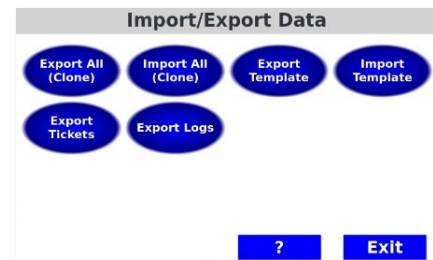 Import/Export Data
Export All
(Clone)
Import All
(Clone)
Export
Template
Import
Template
Export
Tickets
Export Logs
?
Exit